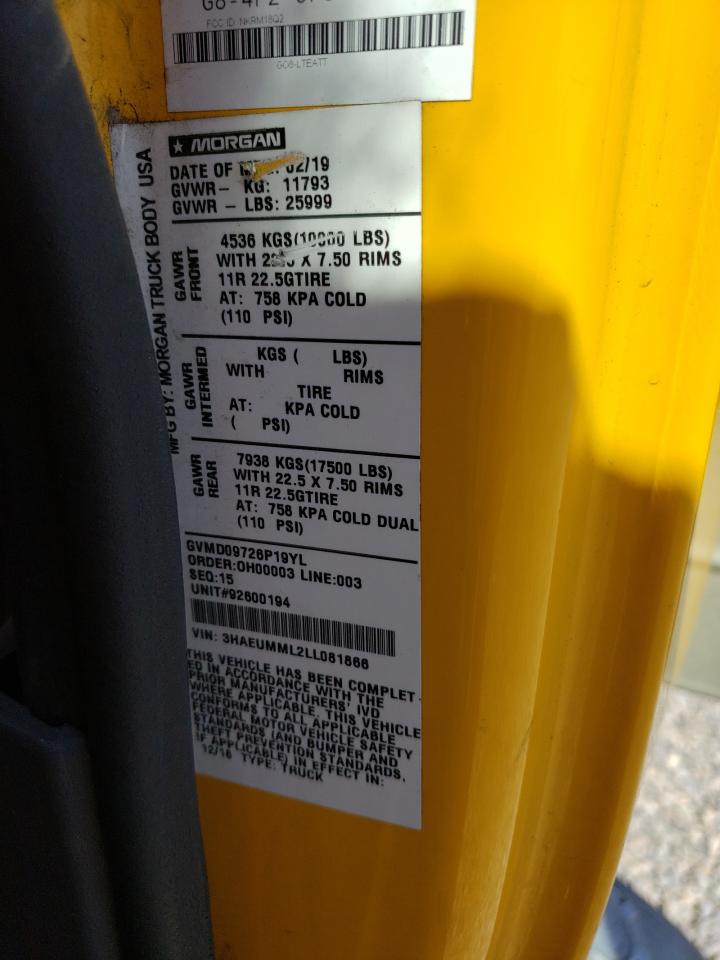 FCC ID NKRM18Q2
GO8-LTEATT
MORGAN
MFG BY: MORGAN TRUCK BODY USA
DATE OF 02/19
GVWR - KG: 11793
GVWR - LBS: 25999
GAWR FRONT
4536 KGS(10000 LBS)
WITH 22.5 X 7.50 RIMS
11R 22.5GTIRE
AT: 758 KPA COLD
(110 PSI)
GAWR INTERMED
KGS ( LBS)
WITH RIMS
TIRE
AT: KPA COLD
( PSI)
GAWR REAR
7938 KGS(17500 LBS)
WITH 22.5 X 7.50 RIMS
11R 22.5GTIRE
AT: 758 KPA COLD DUAL
(110 PSI)
GVMD09726P19YL
ORDER:OH00003 LINE:003
SEQ:15
UNIT#92600194
VIN: 3HAEUMML2LL081866
THIS VEHICLE HAS BEEN COMPLET-
ED IN ACCORDANCE WITH THE
PRIOR MANUFACTURERS' IVD
WHERE APPLICABLE. THIS VEHICLE
CONFORMS TO ALL APPLICABLE
FEDERAL MOTOR VEHICLE SAFETY
STANDARDS (AND BUMPER AND
THEFT PREVENTION STANDARDS,
IF APPLICABLE) IN EFFECT IN:
12/16 TYPE: TRUCK